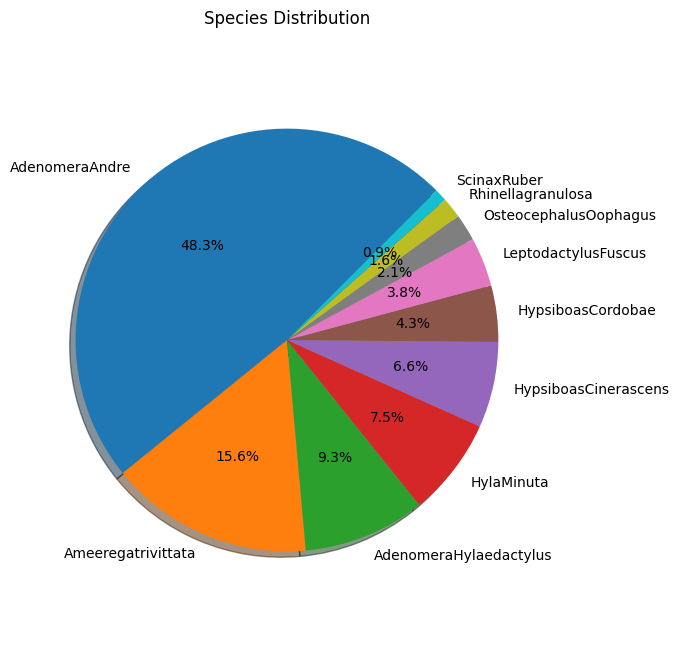 Species Distribution
AdenomeraAndre
48.3%
Ameeregatrivittata
15.6%
AdenomeraHylaedactylus
9.3%
HylaMinuta
7.5%
HypsiboasCinerascens
6.6%
HypsiboasCordobae
4.3%
LeptodactylusFuscus
3.8%
OsteocephalusOophagus
2.1%
Rhinellagranulosa
1.6%
ScinaxRuber
0.9%